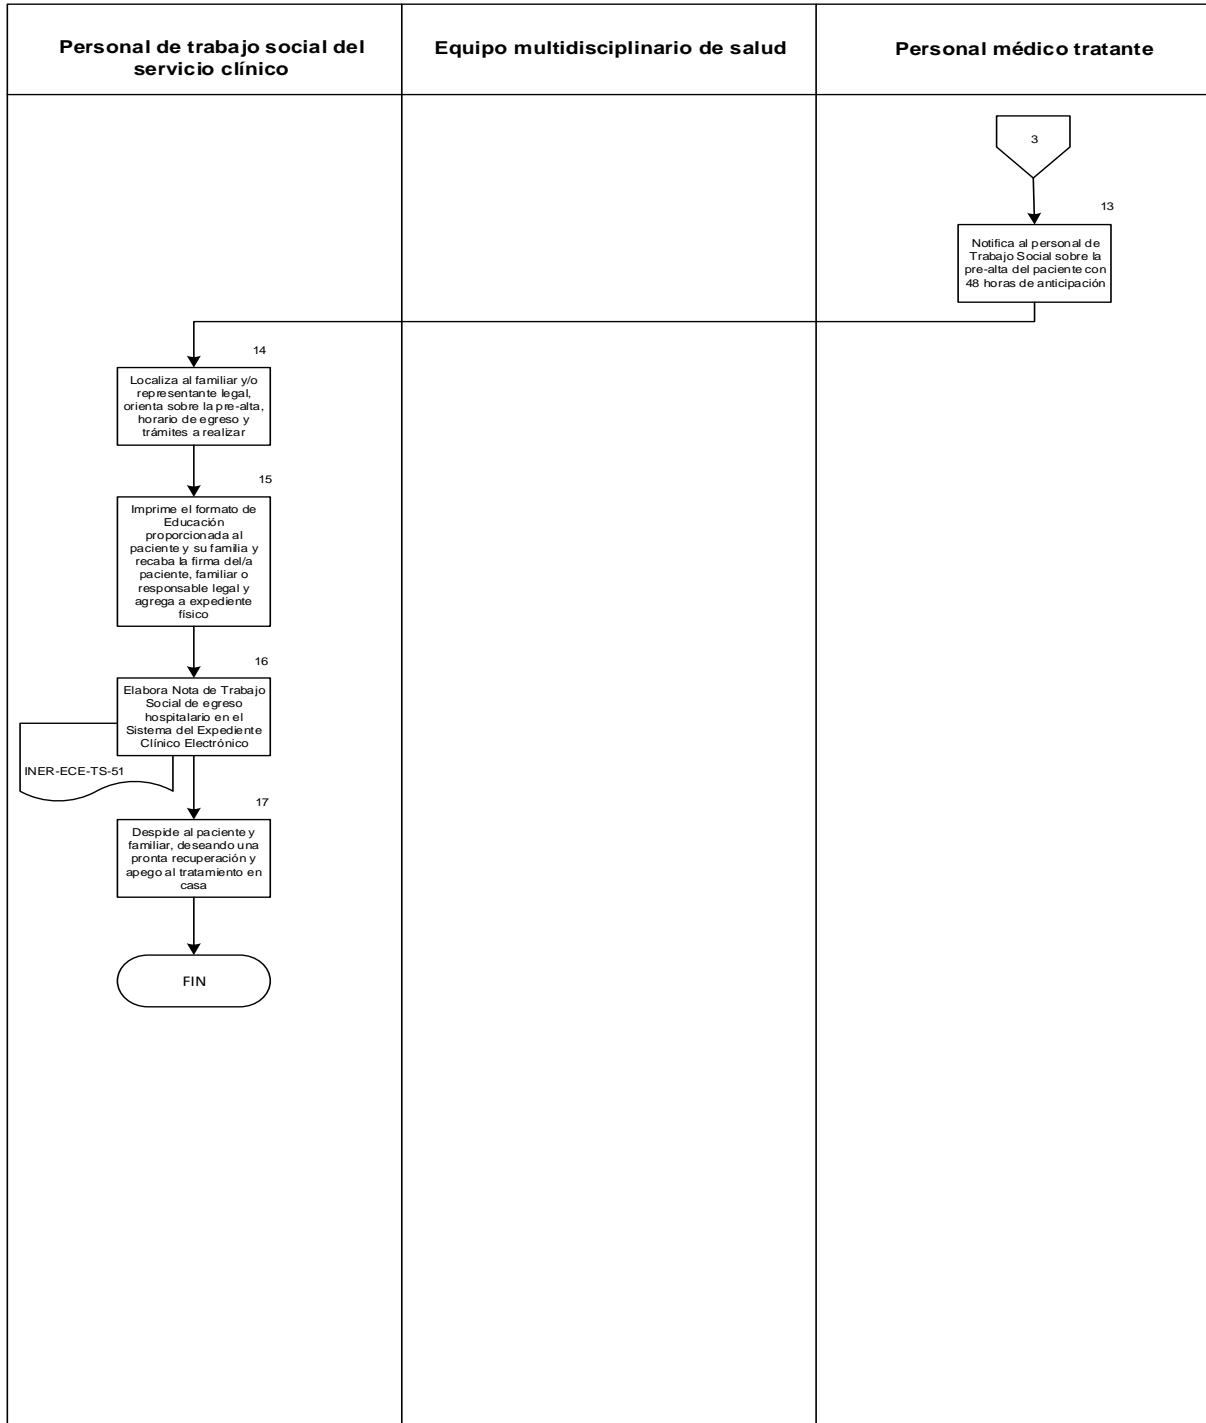 Personal de trabajo social del
servicio clínico
Equipo multidisciplinario de salud
Personal médico tratante
3
13
Notifica al personal de
Trabajo Social sobre la
pre-alta del paciente con
48 horas de anticipación
14
Localiza al familiar y/o
representante legal,
orienta sobre la pre-alta,
horario de egreso y
trámites a realizar
15
Imprime el formato de
Educación
proporcionada al
paciente y su familia y
recaba la firma del/a
paciente, familiar o
responsable legal y
agrega a expediente
físico
16
Elabora Nota de Trabajo
Social de egreso
hospitalario en el
Sistema del Expediente
Clínico Electrónico
INER-ECE-TS-51
17
Despide al paciente y
familiar, deseando una
pronta recuperación y
apego al tratamiento en
casa
FIN